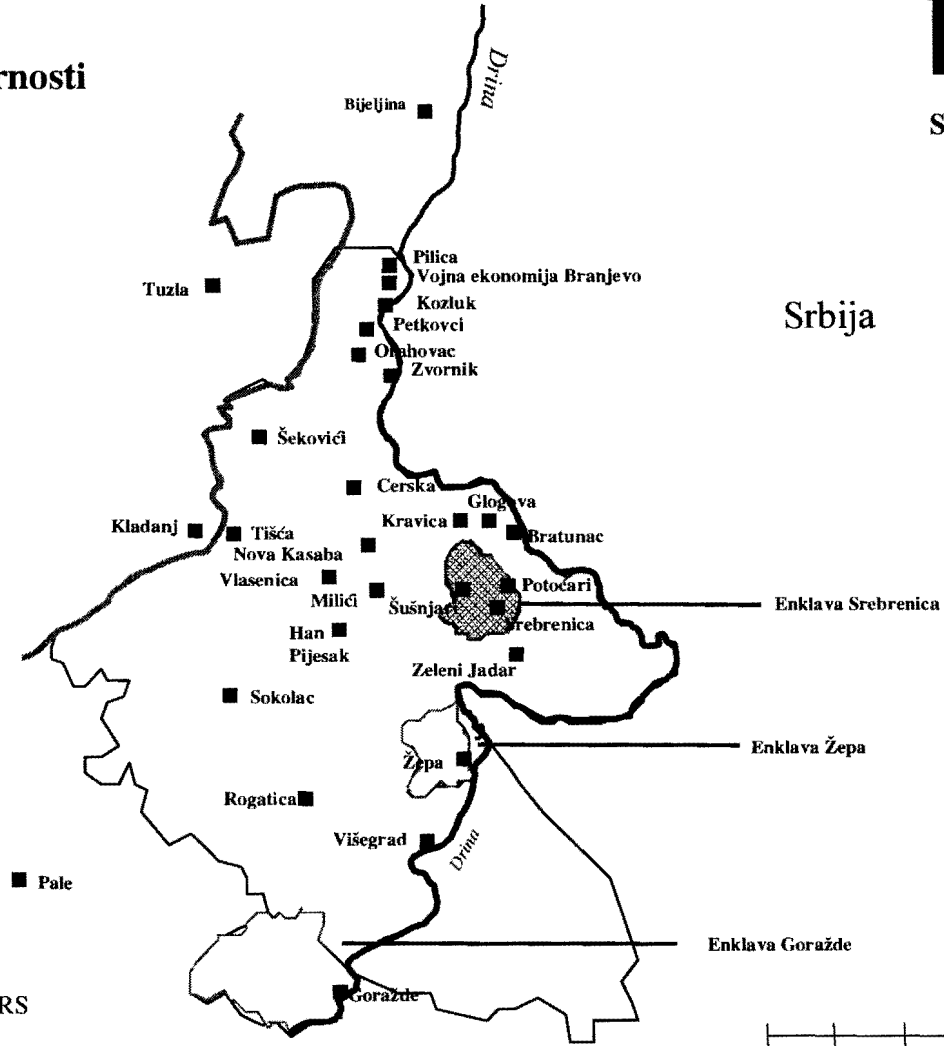 rnosti
Drina
S
Bijeljina
Pilica
Vojna ekonomija Branjevo
Tuzla
Kozluk
Srbija
Petkovci
Orahovac
Zvornik
Šekovići
Cerska
Glogova
Kravica
Kladanj
Tišća
Bratunac
Nova Kasaba
Vlasenica
Potočari
Milići
Šušnjari
Enklava Srebrenica
Srebrenica
Han
Pijesak
Zeleni Jadar
Sokolac
Enklava Žepa
Žepa
Rogatica
Višegrad
Drina
Pale
Enklava Goražde
Goražde
RS